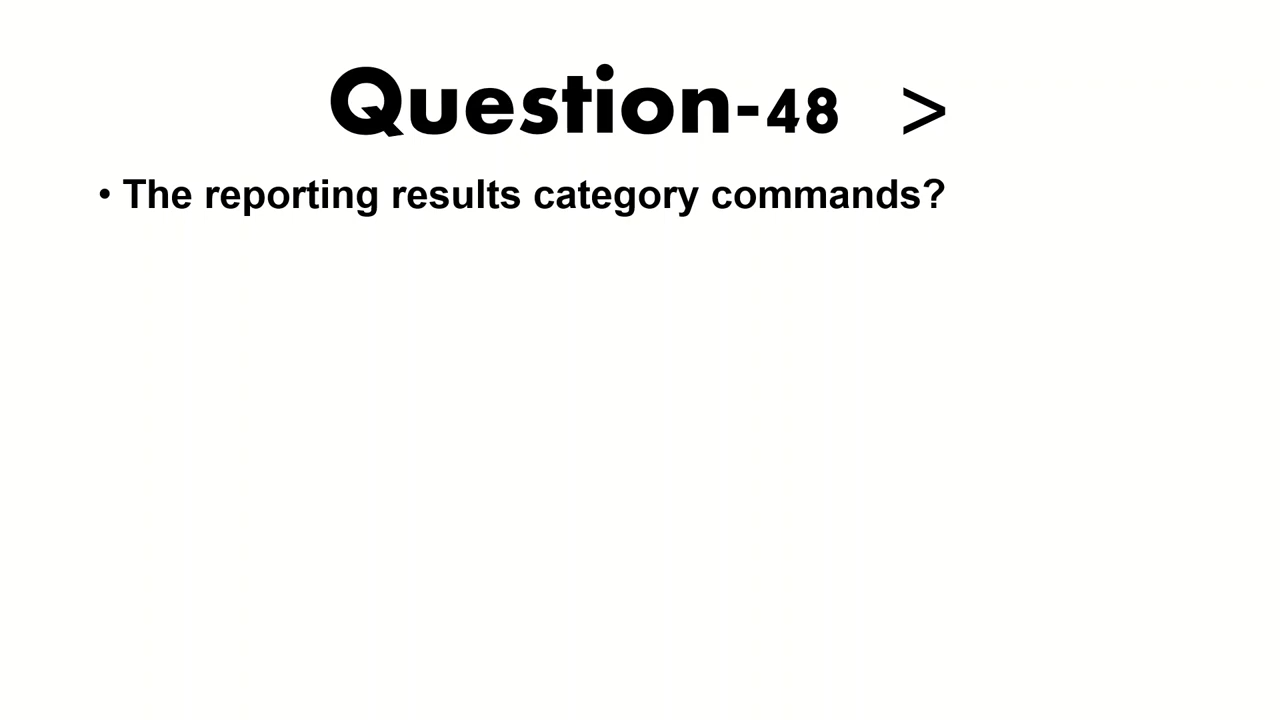 Question-48 >
• The reporting results category commands?